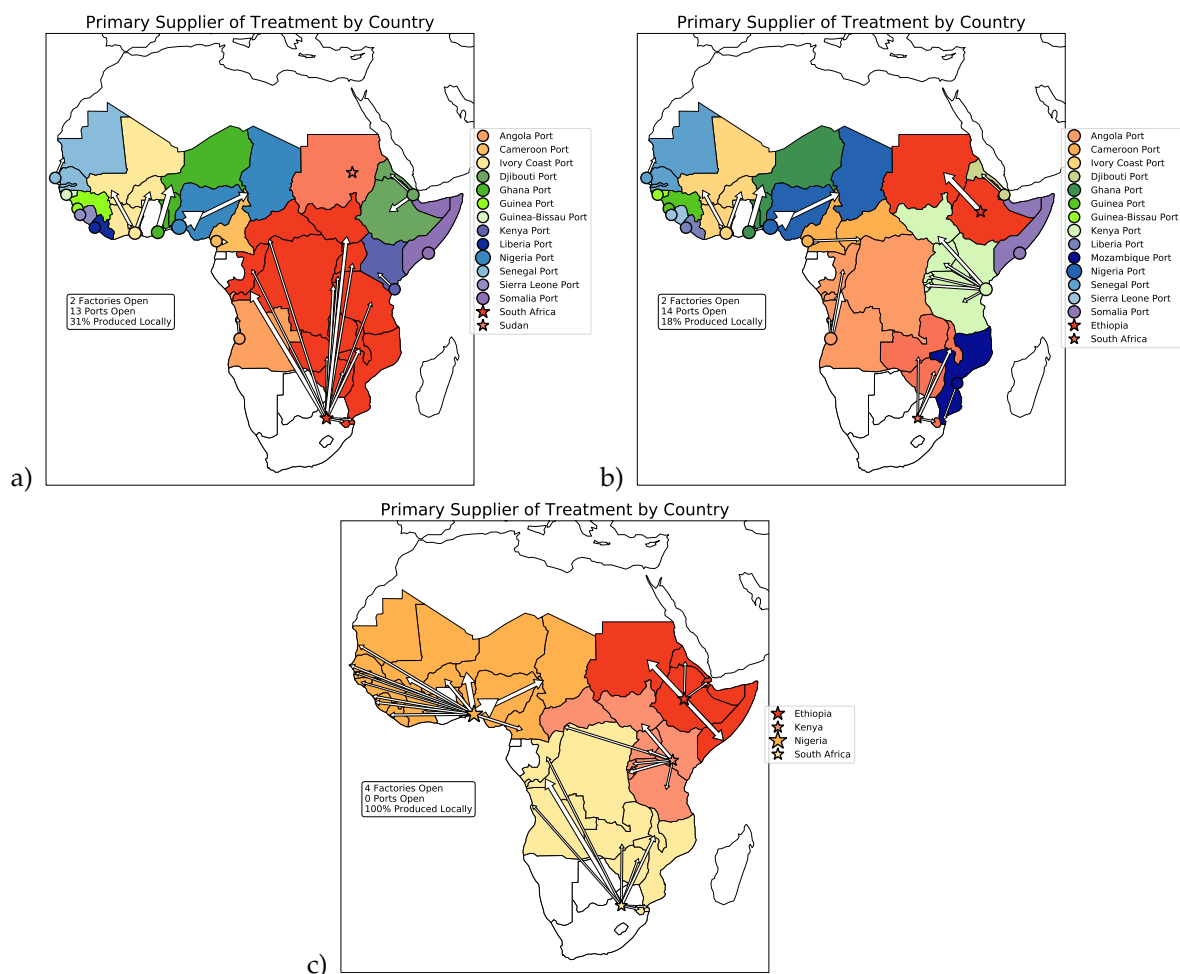 Primary Supplier of Treatment by Country
Angola Port
Cameroon Port
Ivory Coast Port
Djibouti Port
Ghana Port
Guinea Port
Guinea-Bissau Port
Kenya Port
Liberia Port
Nigeria Port
Senegal Port
Sierra Leone Port
Somalia Port
South Africa
Sudan
2 Factories Open
13 Ports Open
31% Produced Locally
a)
Primary Supplier of Treatment by Country
Angola Port
Cameroon Port
Ivory Coast Port
Djibouti Port
Ghana Port
Guinea Port
Guinea-Bissau Port
Kenya Port
Liberia Port
Mozambique Port
Nigeria Port
Senegal Port
Sierra Leone Port
Somalia Port
Ethiopia
South Africa
2 Factories Open
14 Ports Open
18% Produced Locally
b)
Primary Supplier of Treatment by Country
Ethiopia
Kenya
Nigeria
South Africa
4 Factories Open
0 Ports Open
100% Produced Locally
c)